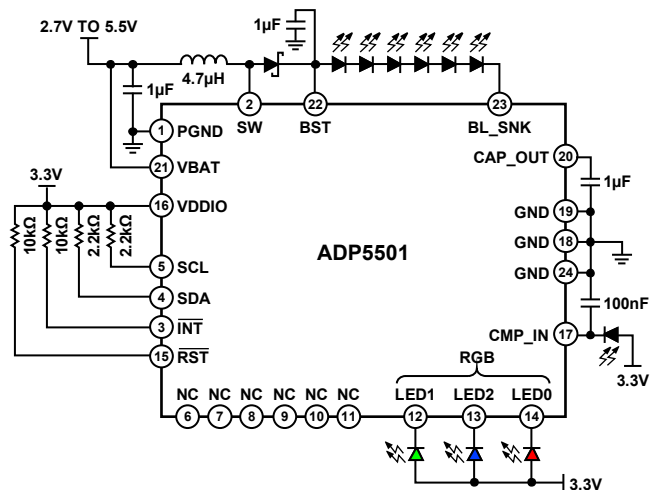 2.7V TO 5.5V
1µF
4.7µH
1µF
2
22
23
SW
BST
BL_SNK
1
PGND
CAP_OUT
20
21
VBAT
1µF
3.3V
16
VDDIO
GND
19
10kΩ
10kΩ
2.2kΩ
2.2kΩ
GND
18
ADP5501
5
SCL
GND
24
4
SDA
100nF
3
INT
CMP_IN
17
15
RST
RGB
3.3V
NC NC NC NC NC NC
LED1 LED2 LED0
6 7 8 9 10 11
12 13 14
3.3V